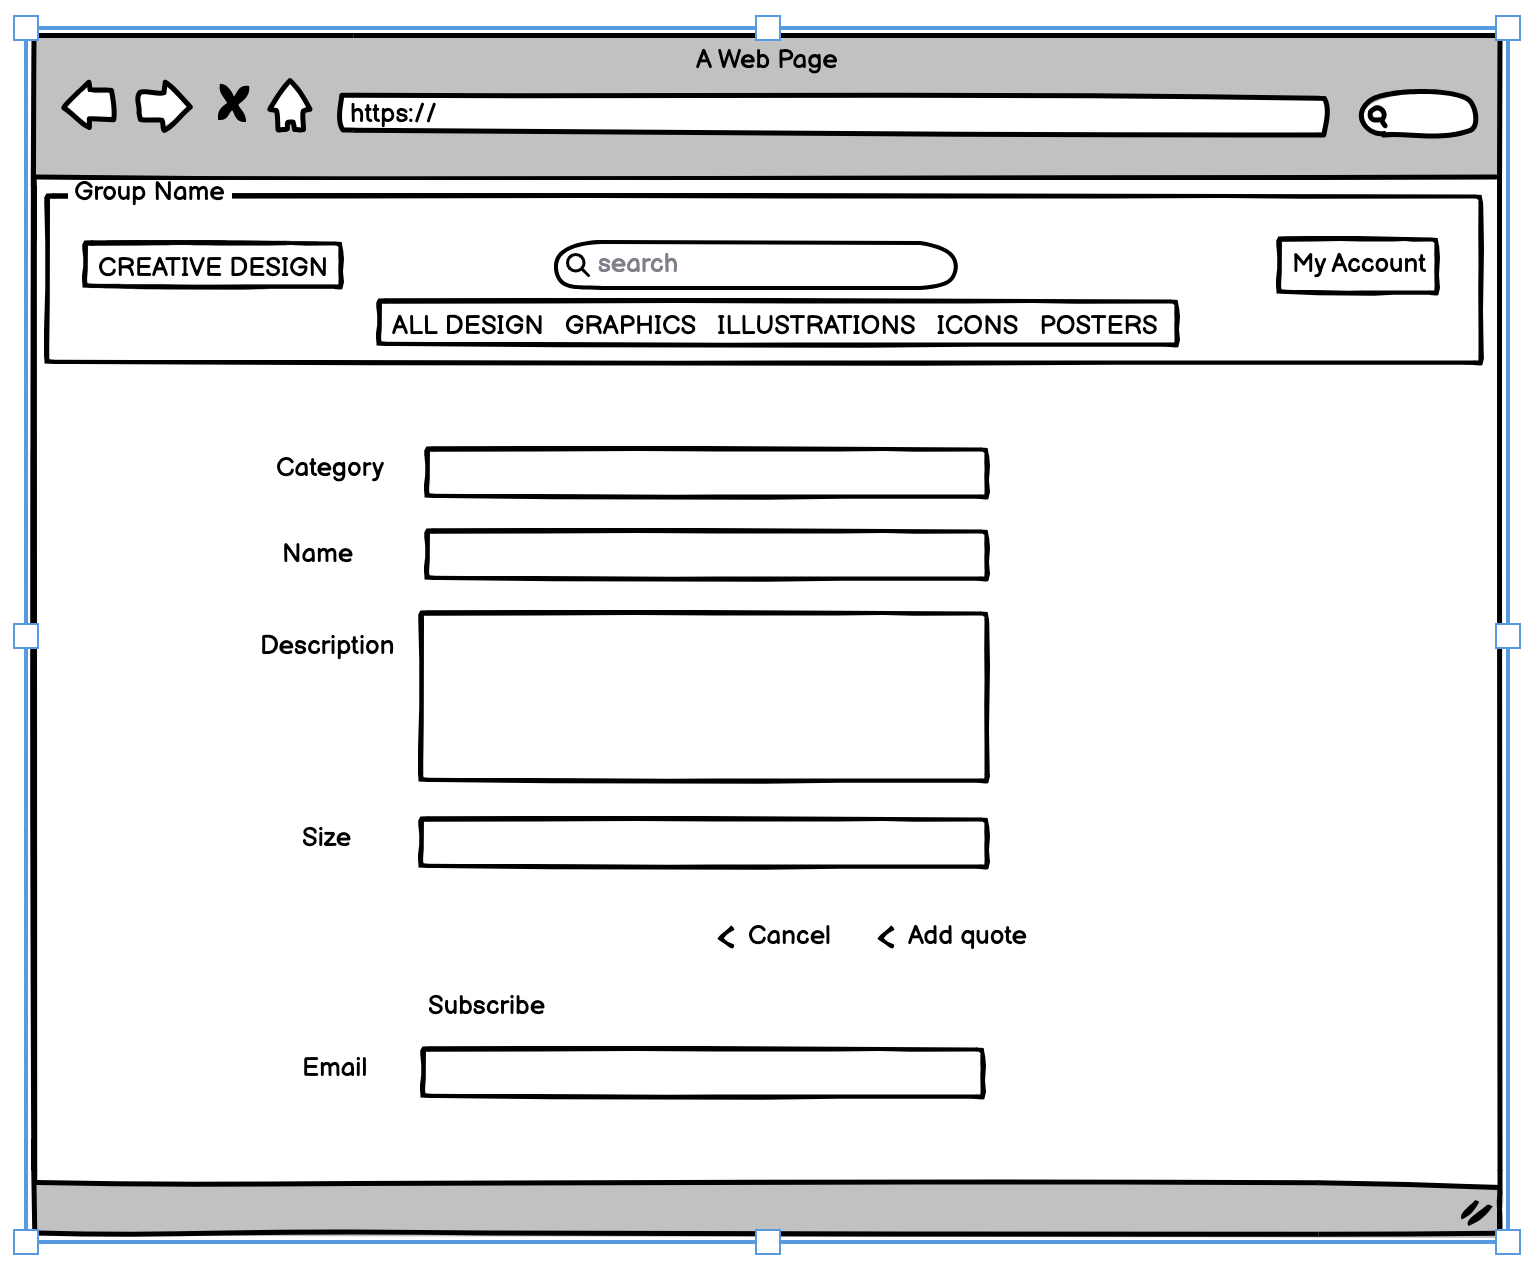 A Web Page
https://
Group Name
CREATIVE DESIGN
search
My Account
ALL DESIGN GRAPHICS ILLUSTRATIONS ICONS POSTERS
Category
Name
Description
Size
Cancel Add quote
Subscribe
Email